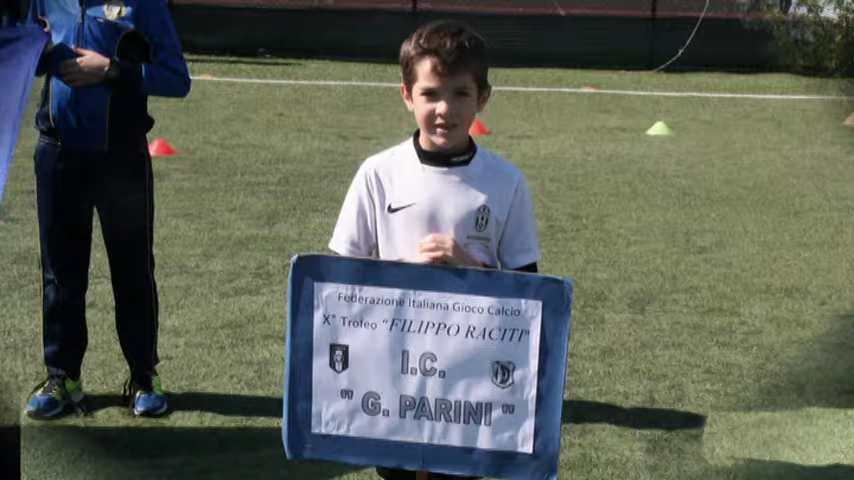 Federazione Italiana Gioco Calcio
X° Trofeo "FILIPPO RACITI"
I.C.
" G. PARINI "